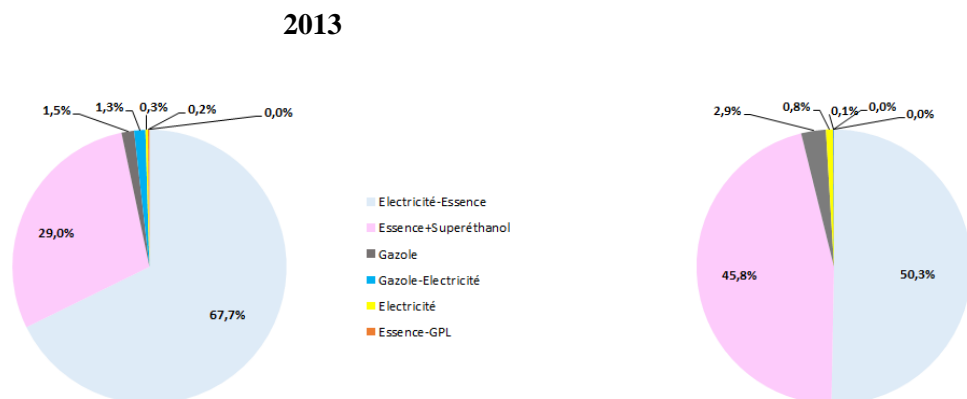 2013
1,5%
1,3%
0,3%
0,2%
0,0%
29,0%
67,7%
Electricité-Essence
Essence+Superéthanol
Gazole
Gazole-Electricité
Electricité
Essence-GPL
2,9%
0,8%
0,1%
0,0%
0,0%
45,8%
50,3%